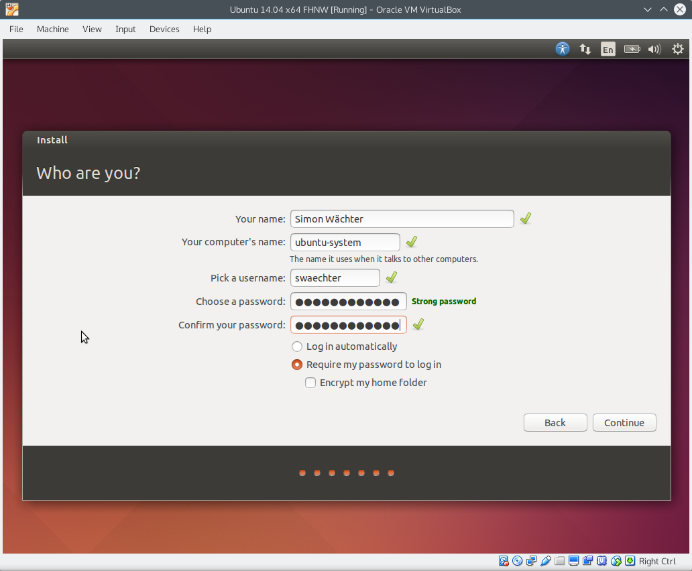 Ubuntu 14.04 x64 FHNW [Running] - Oracle VM VirtualBox
File Machine View Input Devices Help
En
Install
Who are you?
Your name: Simon Wächter
Your computer's name: ubuntu-system
The name it uses when it talks to other computers.
Pick a username: swaechter
Choose a password: ●●●●●●●●●●●● Strong password
Confirm your password: ●●●●●●●●●●●●
Log in automatically
Require my password to log in
Encrypt my home folder
Back Continue
Right Ctrl